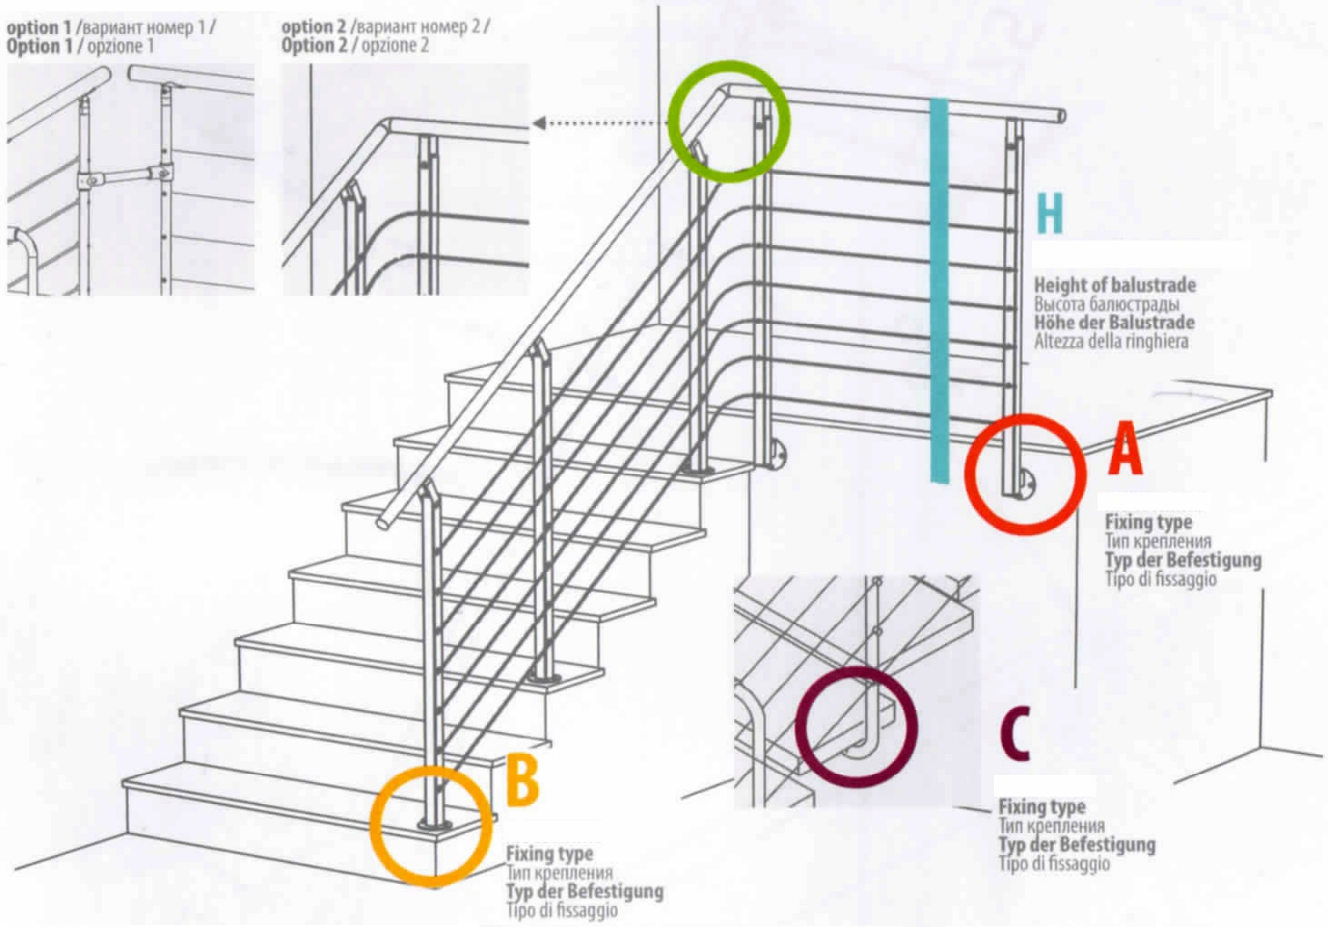 option 1 /вариант номер 1 /
Option 1 / opzione 1
option 2 /вариант номер 2 /
Option 2 / opzione 2
H
Height of balustrade
Высота балюстрады
Höhe der Balustrade
Altezza della ringhiera
A
Fixing type
Тип крепления
Typ der Befestigung
Tipo di fissaggio
B
Fixing type
Тип крепления
Typ der Befestigung
Tipo di fissaggio
C
Fixing type
Тип крепления
Typ der Befestigung
Tipo di fissaggio